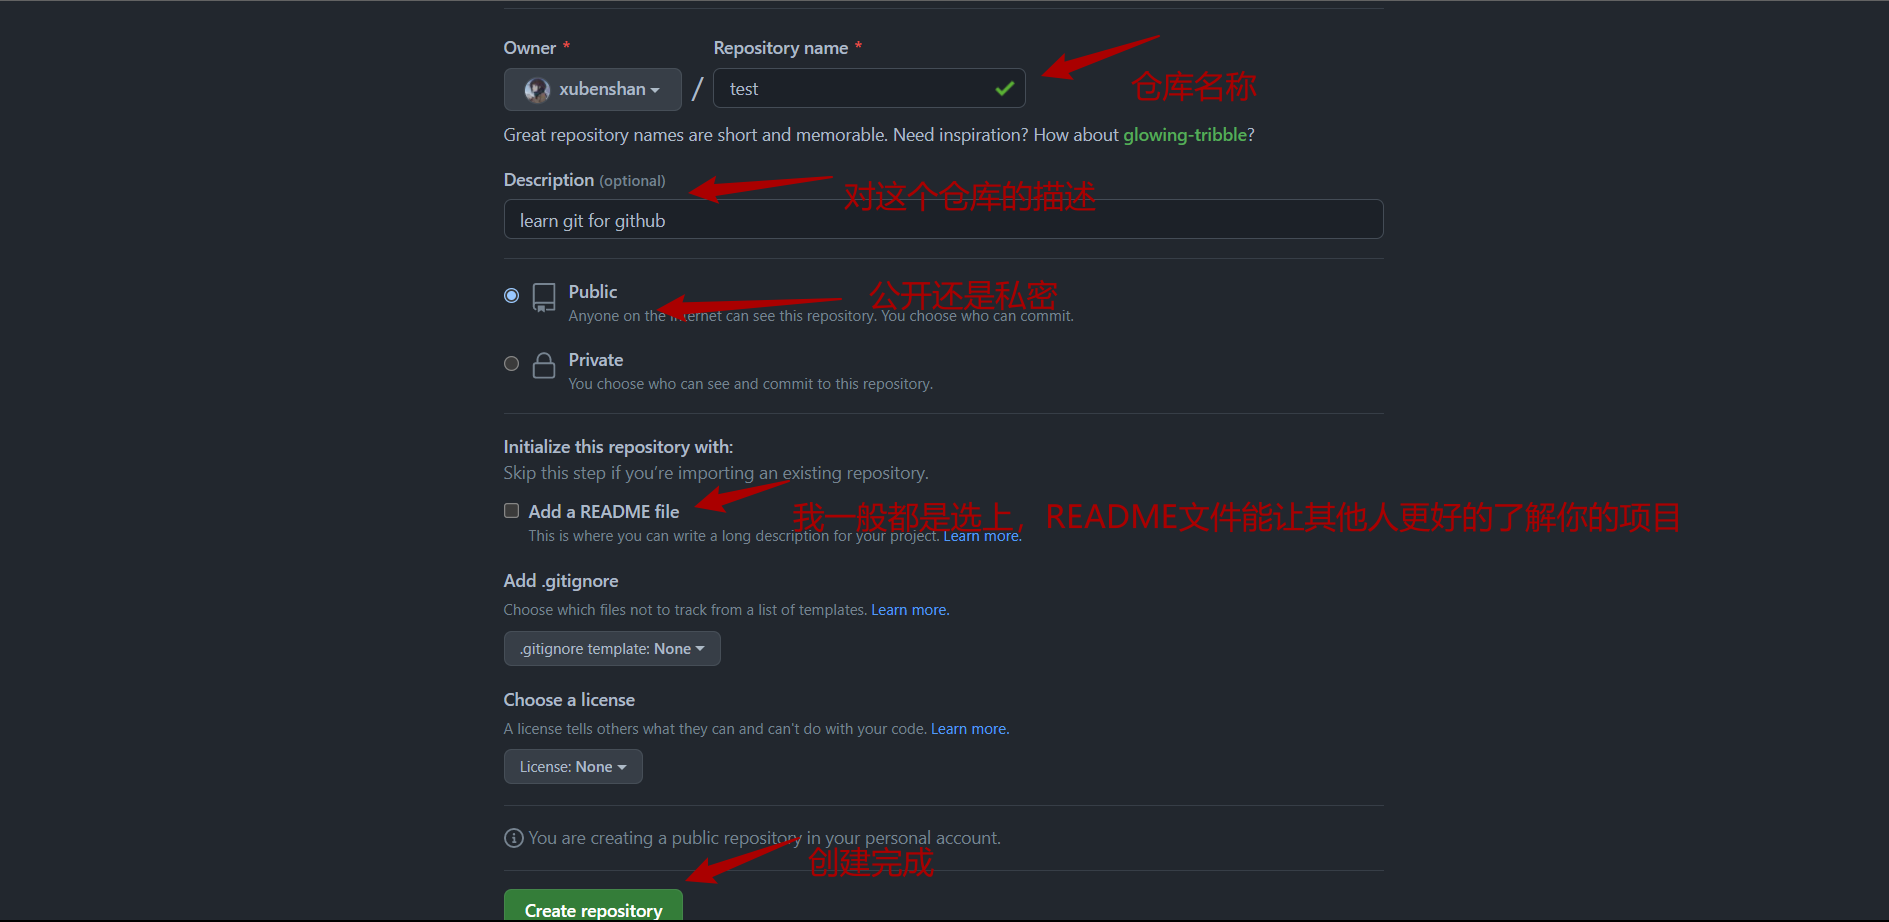 Owner * Repository name *
xubenshan / test
仓库名称
Great repository names are short and memorable. Need inspiration? How about glowing-tribble?
Description (optional)
对这个仓库的描述
learn git for github
Public
公开还是私密
Anyone on the internet can see this repository. You choose who can commit.
Private
You choose who can see and commit to this repository.
Initialize this repository with:
Skip this step if you’re importing an existing repository.
Add a README file
我一般都是选上，README文件能让其他人更好的了解你的项目
This is where you can write a long description for your project. Learn more.
Add .gitignore
Choose which files not to track from a list of templates. Learn more.
.gitignore template: None
Choose a license
A license tells others what they can and can't do with your code. Learn more.
License: None
You are creating a public repository in your personal account.
创建完成
Create repository